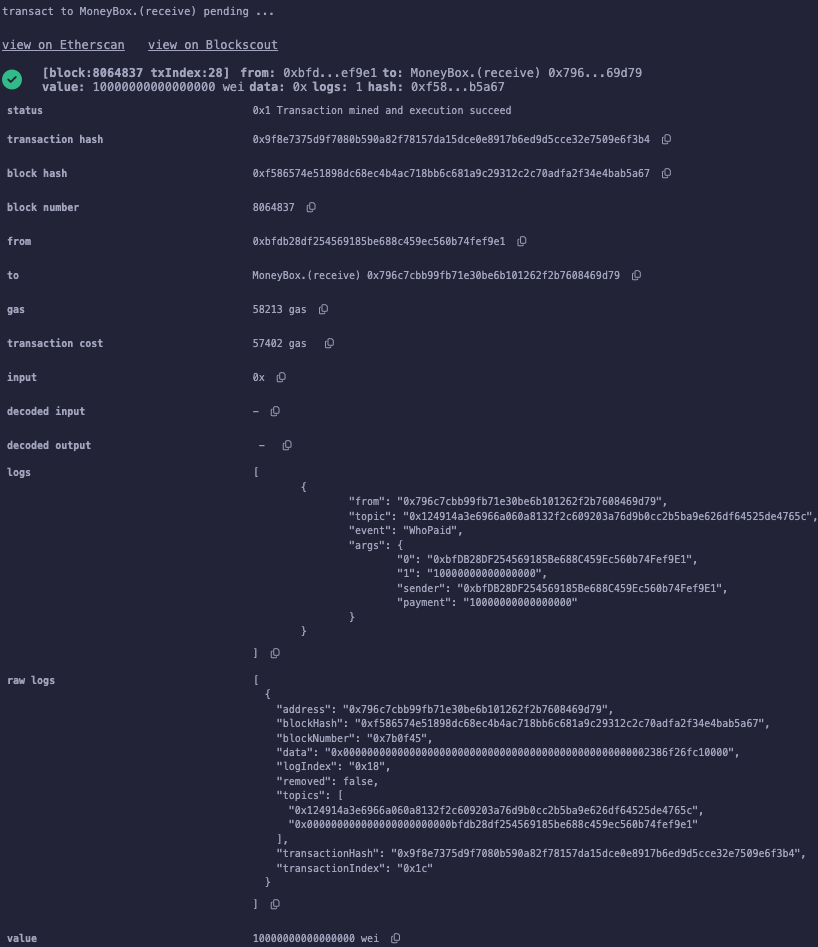 transact to MoneyBox.(receive) pending ...
view on Etherscan view on Blockscout
[block:8064837 txIndex:28] from: 0xbfd...ef9e1 to: MoneyBox.(receive) 0x796...69d79
value: 10000000000000000 wei data: 0x logs: 1 hash: 0xf58...b5a67
status 0x1 Transaction mined and execution succeed
transaction hash 0x9f8e7375d9f7080b590a82f78157da15dce0e8917b6ed9d5cce32e7509e6f3b4
block hash 0xf586574e51898dc68ec4b4ac718bb6c681a9c29312c2c70adfa2f34e4bab5a67
block number 8064837
from 0xbfdb28df254569185be688c459ec560b74fef9e1
to MoneyBox.(receive) 0x796c7cbb99fb71e30be6b101262f2b7608469d79
gas 58213 gas
transaction cost 57402 gas
input 0x
decoded input –
decoded output –
logs [
{
"from": "0x796c7cbb99fb71e30be6b101262f2b7608469d79",
"topic": "0x124914a3e6966a060a8132f2c609203a76d9b0cc2b5ba9e626df64525de4765c",
"event": "WhoPaid",
"args": {
"0": "0xbfDB28DF254569185Be688C459Ec560b74Fef9E1",
"1": "10000000000000000",
"sender": "0xbfDB28DF254569185Be688C459Ec560b74Fef9E1",
"payment": "10000000000000000"
}
}
]
raw logs [
{
"address": "0x796c7cbb99fb71e30be6b101262f2b7608469d79",
"blockHash": "0xf586574e51898dc68ec4b4ac718bb6c681a9c29312c2c70adfa2f34e4bab5a67",
"blockNumber": "0x7b0f45",
"data": "0x000000000000000000000000000000000000000000000000002386f26fc10000",
"logIndex": "0x18",
"removed": false,
"topics": [
"0x124914a3e6966a060a8132f2c609203a76d9b0cc2b5ba9e626df64525de4765c",
"0x000000000000000000000000bfdb28df254569185be688c459ec560b74fef9e1"
],
"transactionHash": "0x9f8e7375d9f7080b590a82f78157da15dce0e8917b6ed9d5cce32e7509e6f3b4",
"transactionIndex": "0x1c"
}
]
value 10000000000000000 wei